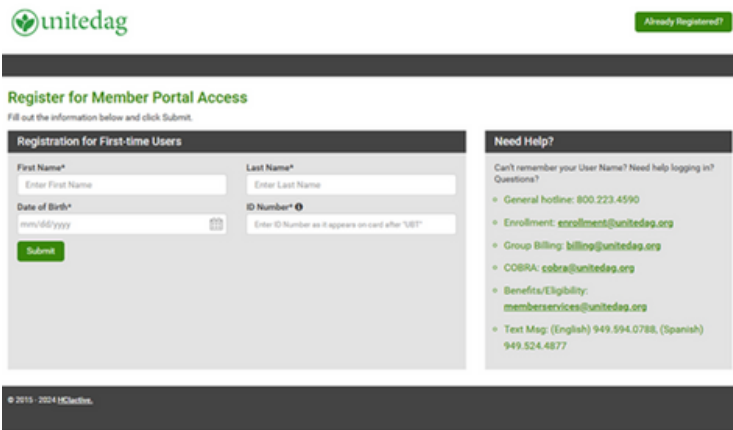 unitedag
Already Registered?
Register for Member Portal Access
Fill out the information below and click Submit.
Registration for First-time Users
First Name*
Last Name*
Enter First Name
Enter Last Name
Date of Birth*
ID Number*
mm/dd/yyyy
Enter ID Number as it appears on card after "UBT"
Submit
Need Help?
Can't remember your User Name? Need help logging in?
Questions?
General hotline: 800.223.4590
Enrollment: enrollment@unitedag.org
Group Billing: billing@unitedag.org
COBRA: cobra@unitedag.org
Benefits/Eligibility:
memberservices@unitedag.org
Text Msg: (English) 949.594.0788, (Spanish)
949.524.4877
© 2015 - 2024 HClactive.